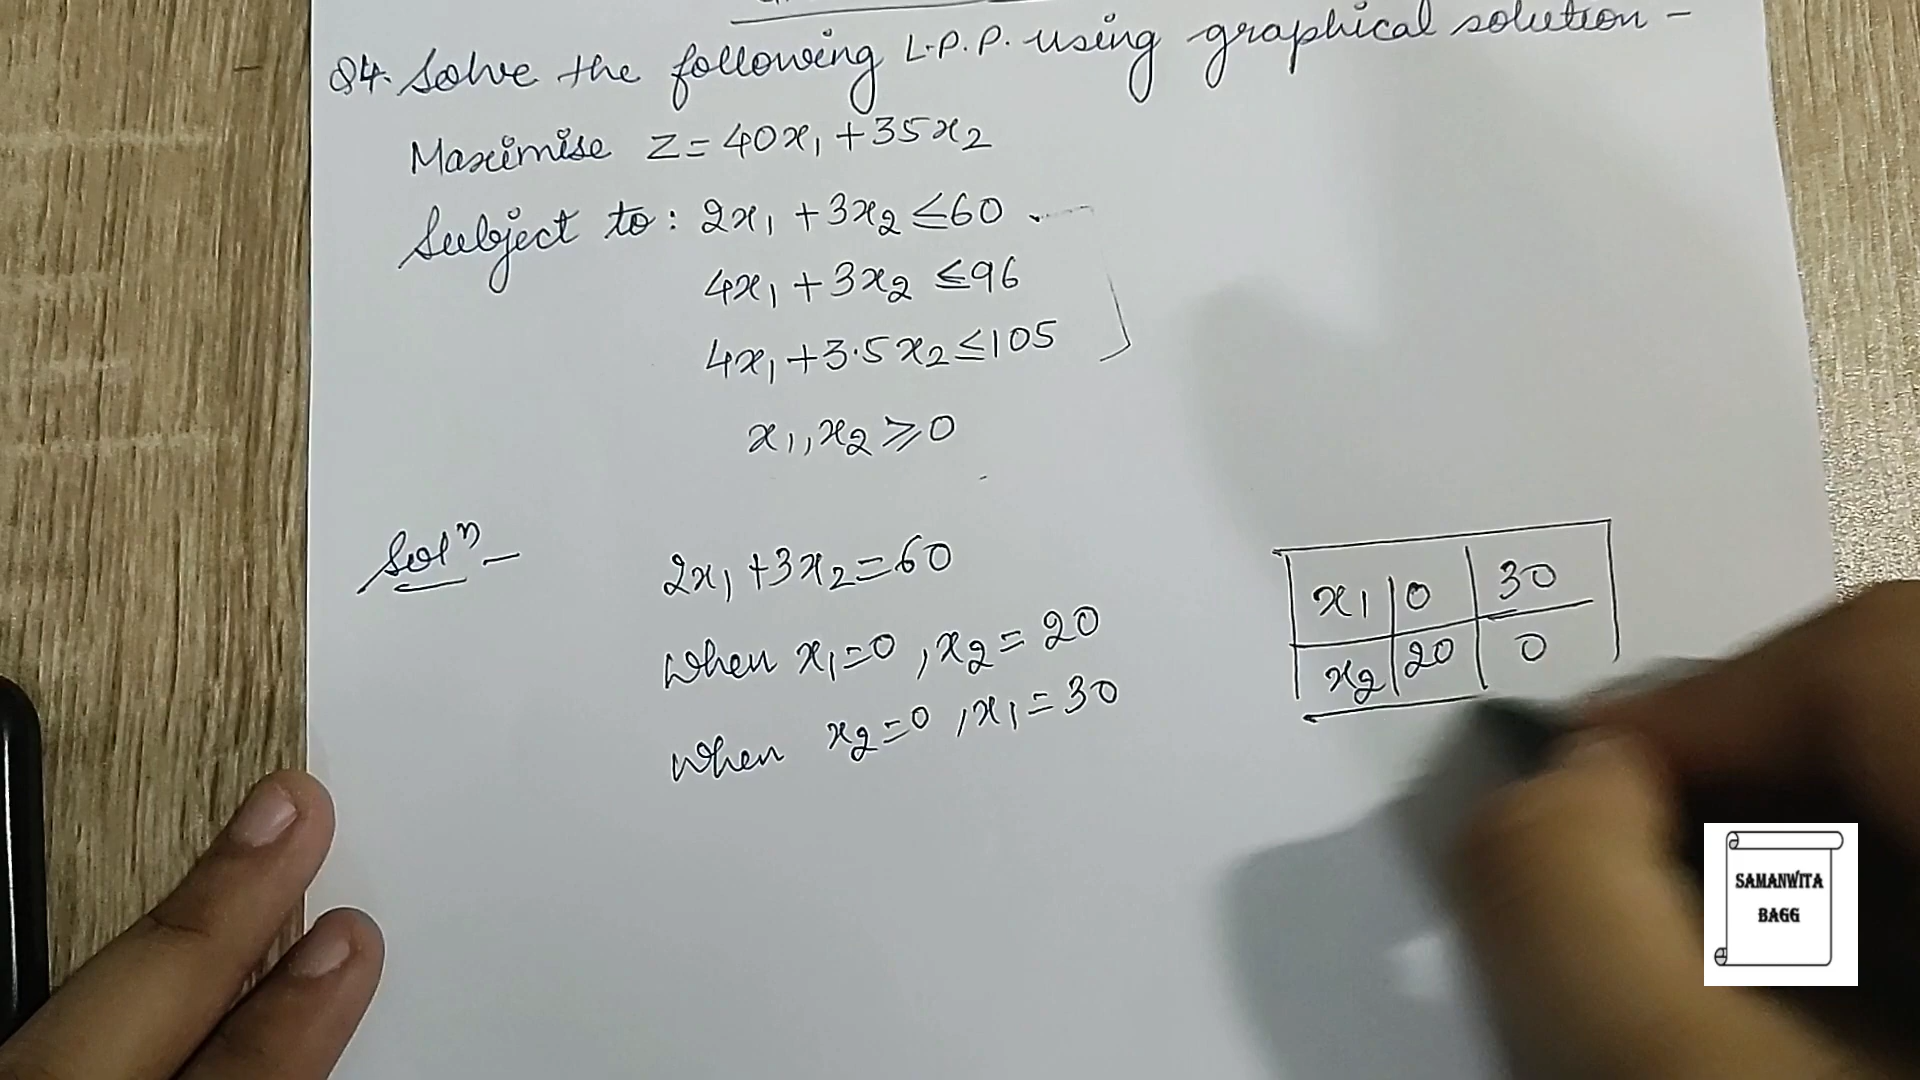 Q4. Solve the following L.P.P. using graphical solution -
Maximise Z = 40x₁ + 35x₂
Subject to: 2x₁ + 3x₂ ≤ 60
4x₁ + 3x₂ ≤ 96
4x₁ + 3.5x₂ ≤ 105
x₁, x₂ ≥ 0
Solⁿ -
2x₁ + 3x₂ = 60
When x₁ = 0, x₂ = 20
When x₂ = 0, x₁ = 30
x₁ 0 30
x₂ 20 0
SAMANWITA
BAGG